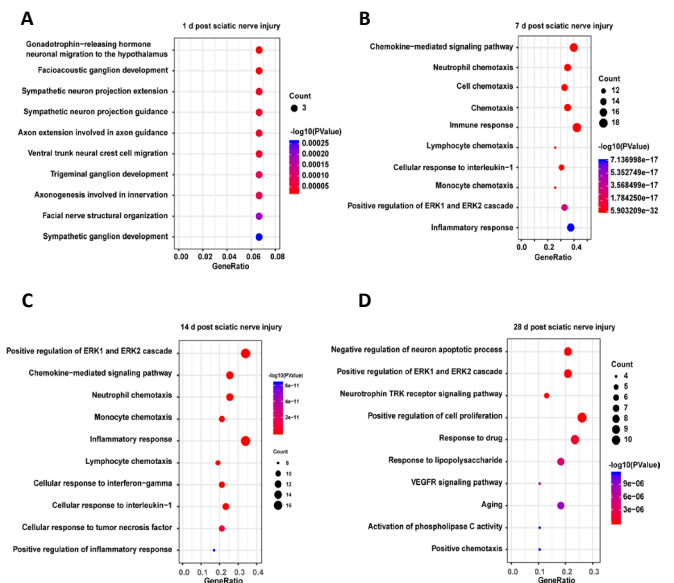 A
1 d post sciatic nerve injury
Gonadotrophin-releasing hormone
neuronal migration to the hypothalamus
Facioacoustic ganglion development
Sympathetic neuron projection extension
Sympathetic neuron projection guidance
Axon extension involved in axon guidance
Ventral trunk neural crest cell migration
Trigeminal ganglion development
Axonogenesis involved in innervation
Facial nerve structural organization
Sympathetic ganglion development
0.00 0.02 0.04 0.06 0.08
GeneRatio
Count
3
-log10(PValue)
0.00025
0.00020
0.00015
0.00010
0.00005
B
7 d post sciatic nerve injury
Chemokine-mediated signaling pathway
Neutrophil chemotaxis
Cell chemotaxis
Chemotaxis
Immune response
Lymphocyte chemotaxis
Cellular response to interleukin-1
Monocyte chemotaxis
Positive regulation of ERK1 and ERK2 cascade
Inflammatory response
0.0 0.2 0.4
GeneRatio
Count
12
14
16
18
-log10(PValue)
7.136998e-17
5.352749e-17
3.568499e-17
1.784250e-17
5.903209e-32
C
14 d post sciatic nerve injury
Positive regulation of ERK1 and ERK2 cascade
Chemokine-mediated signaling pathway
Neutrophil chemotaxis
Monocyte chemotaxis
Inflammatory response
Lymphocyte chemotaxis
Cellular response to interferon-gamma
Cellular response to interleukin-1
Cellular response to tumor necrosis factor
Positive regulation of inflammatory response
0.0 0.1 0.2 0.3 0.4
GeneRatio
-log10(PValue)
6e-11
4e-11
2e-11
Count
8
10
12
14
16
D
28 d post sciatic nerve injury
Negative regulation of neuron apoptotic process
Positive regulation of ERK1 and ERK2 cascade
Neurotrophin TRK receptor signaling pathway
Positive regulation of cell proliferation
Response to drug
Response to lipopolysaccharide
VEGFR signaling pathway
Aging
Activation of phospholipase C activity
Positive chemotaxis
0.0 0.1 0.2 0.3
GeneRatio
Count
4
5
6
7
8
9
10
-log10(PValue)
9e-06
6e-06
3e-06